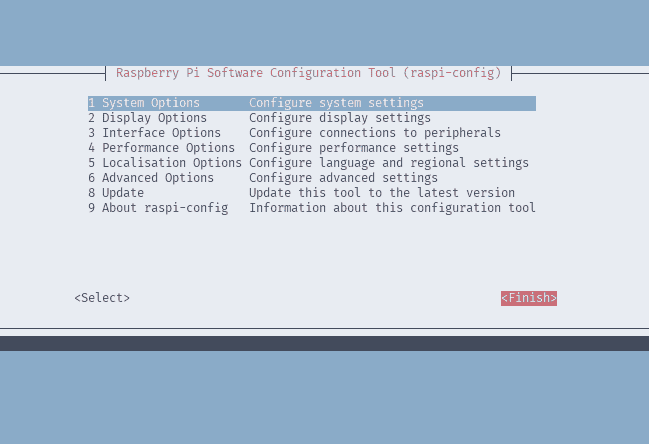 Raspberry Pi Software Configuration Tool (raspi-config)
1 System Options Configure system settings
2 Display Options Configure display settings
3 Interface Options Configure connections to peripherals
4 Performance Options Configure performance settings
5 Localisation Options Configure language and regional settings
6 Advanced Options Configure advanced settings
8 Update Update this tool to the latest version
9 About raspi-config Information about this configuration tool
<Select> <Finish>